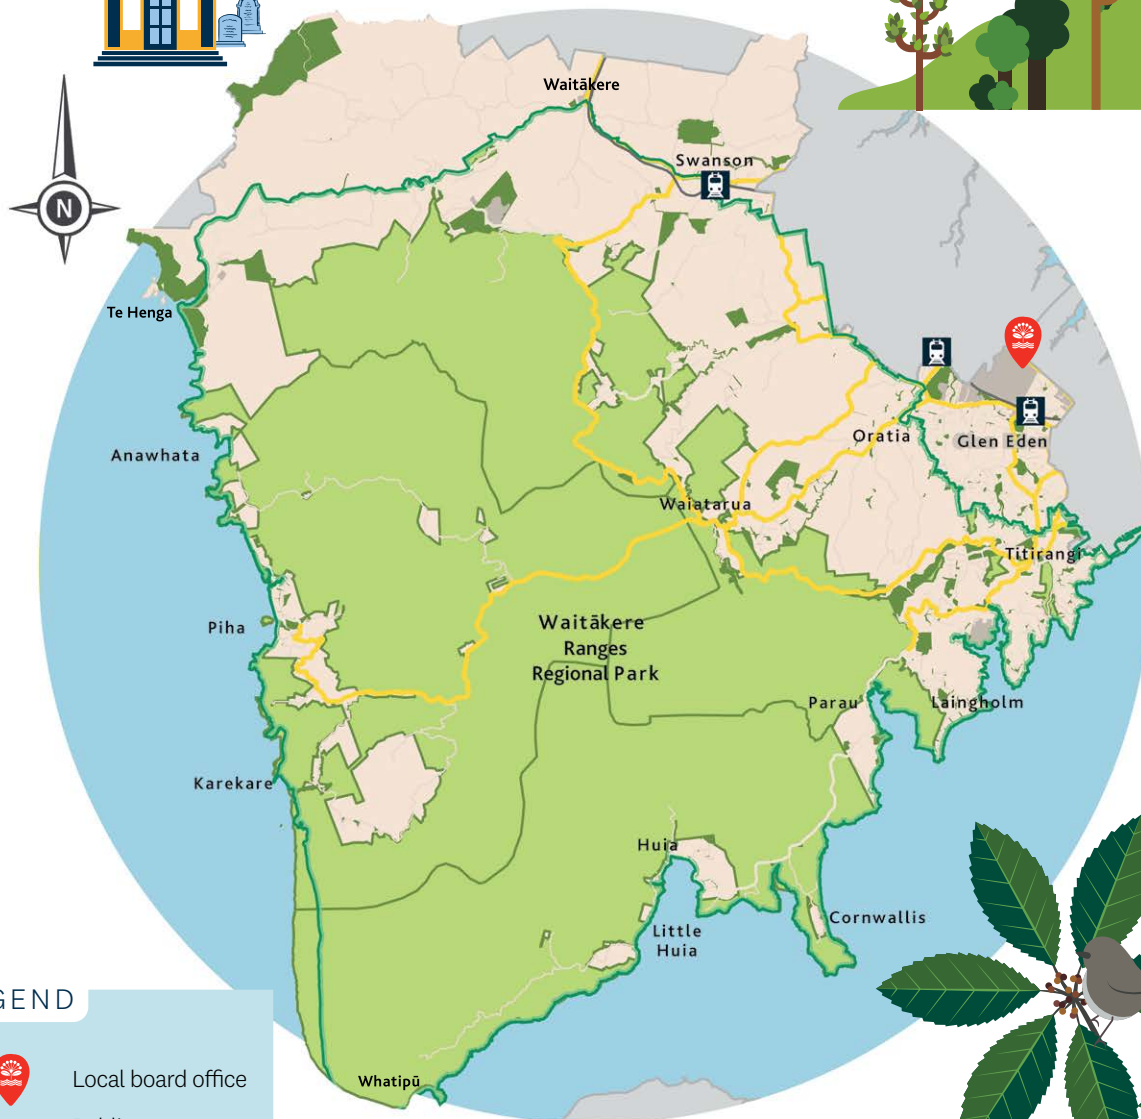 Waitākere
Swanson
N
Te Henga
Oratia
Glen Eden
Anawhata
Waiatarua
Titirangi
Piha
Waitākere
Ranges
Regional Park
Parau
Laingholm
Karekare
Huia
Cornwallis
Little
Huia
GEND
Local board office
Whatipū